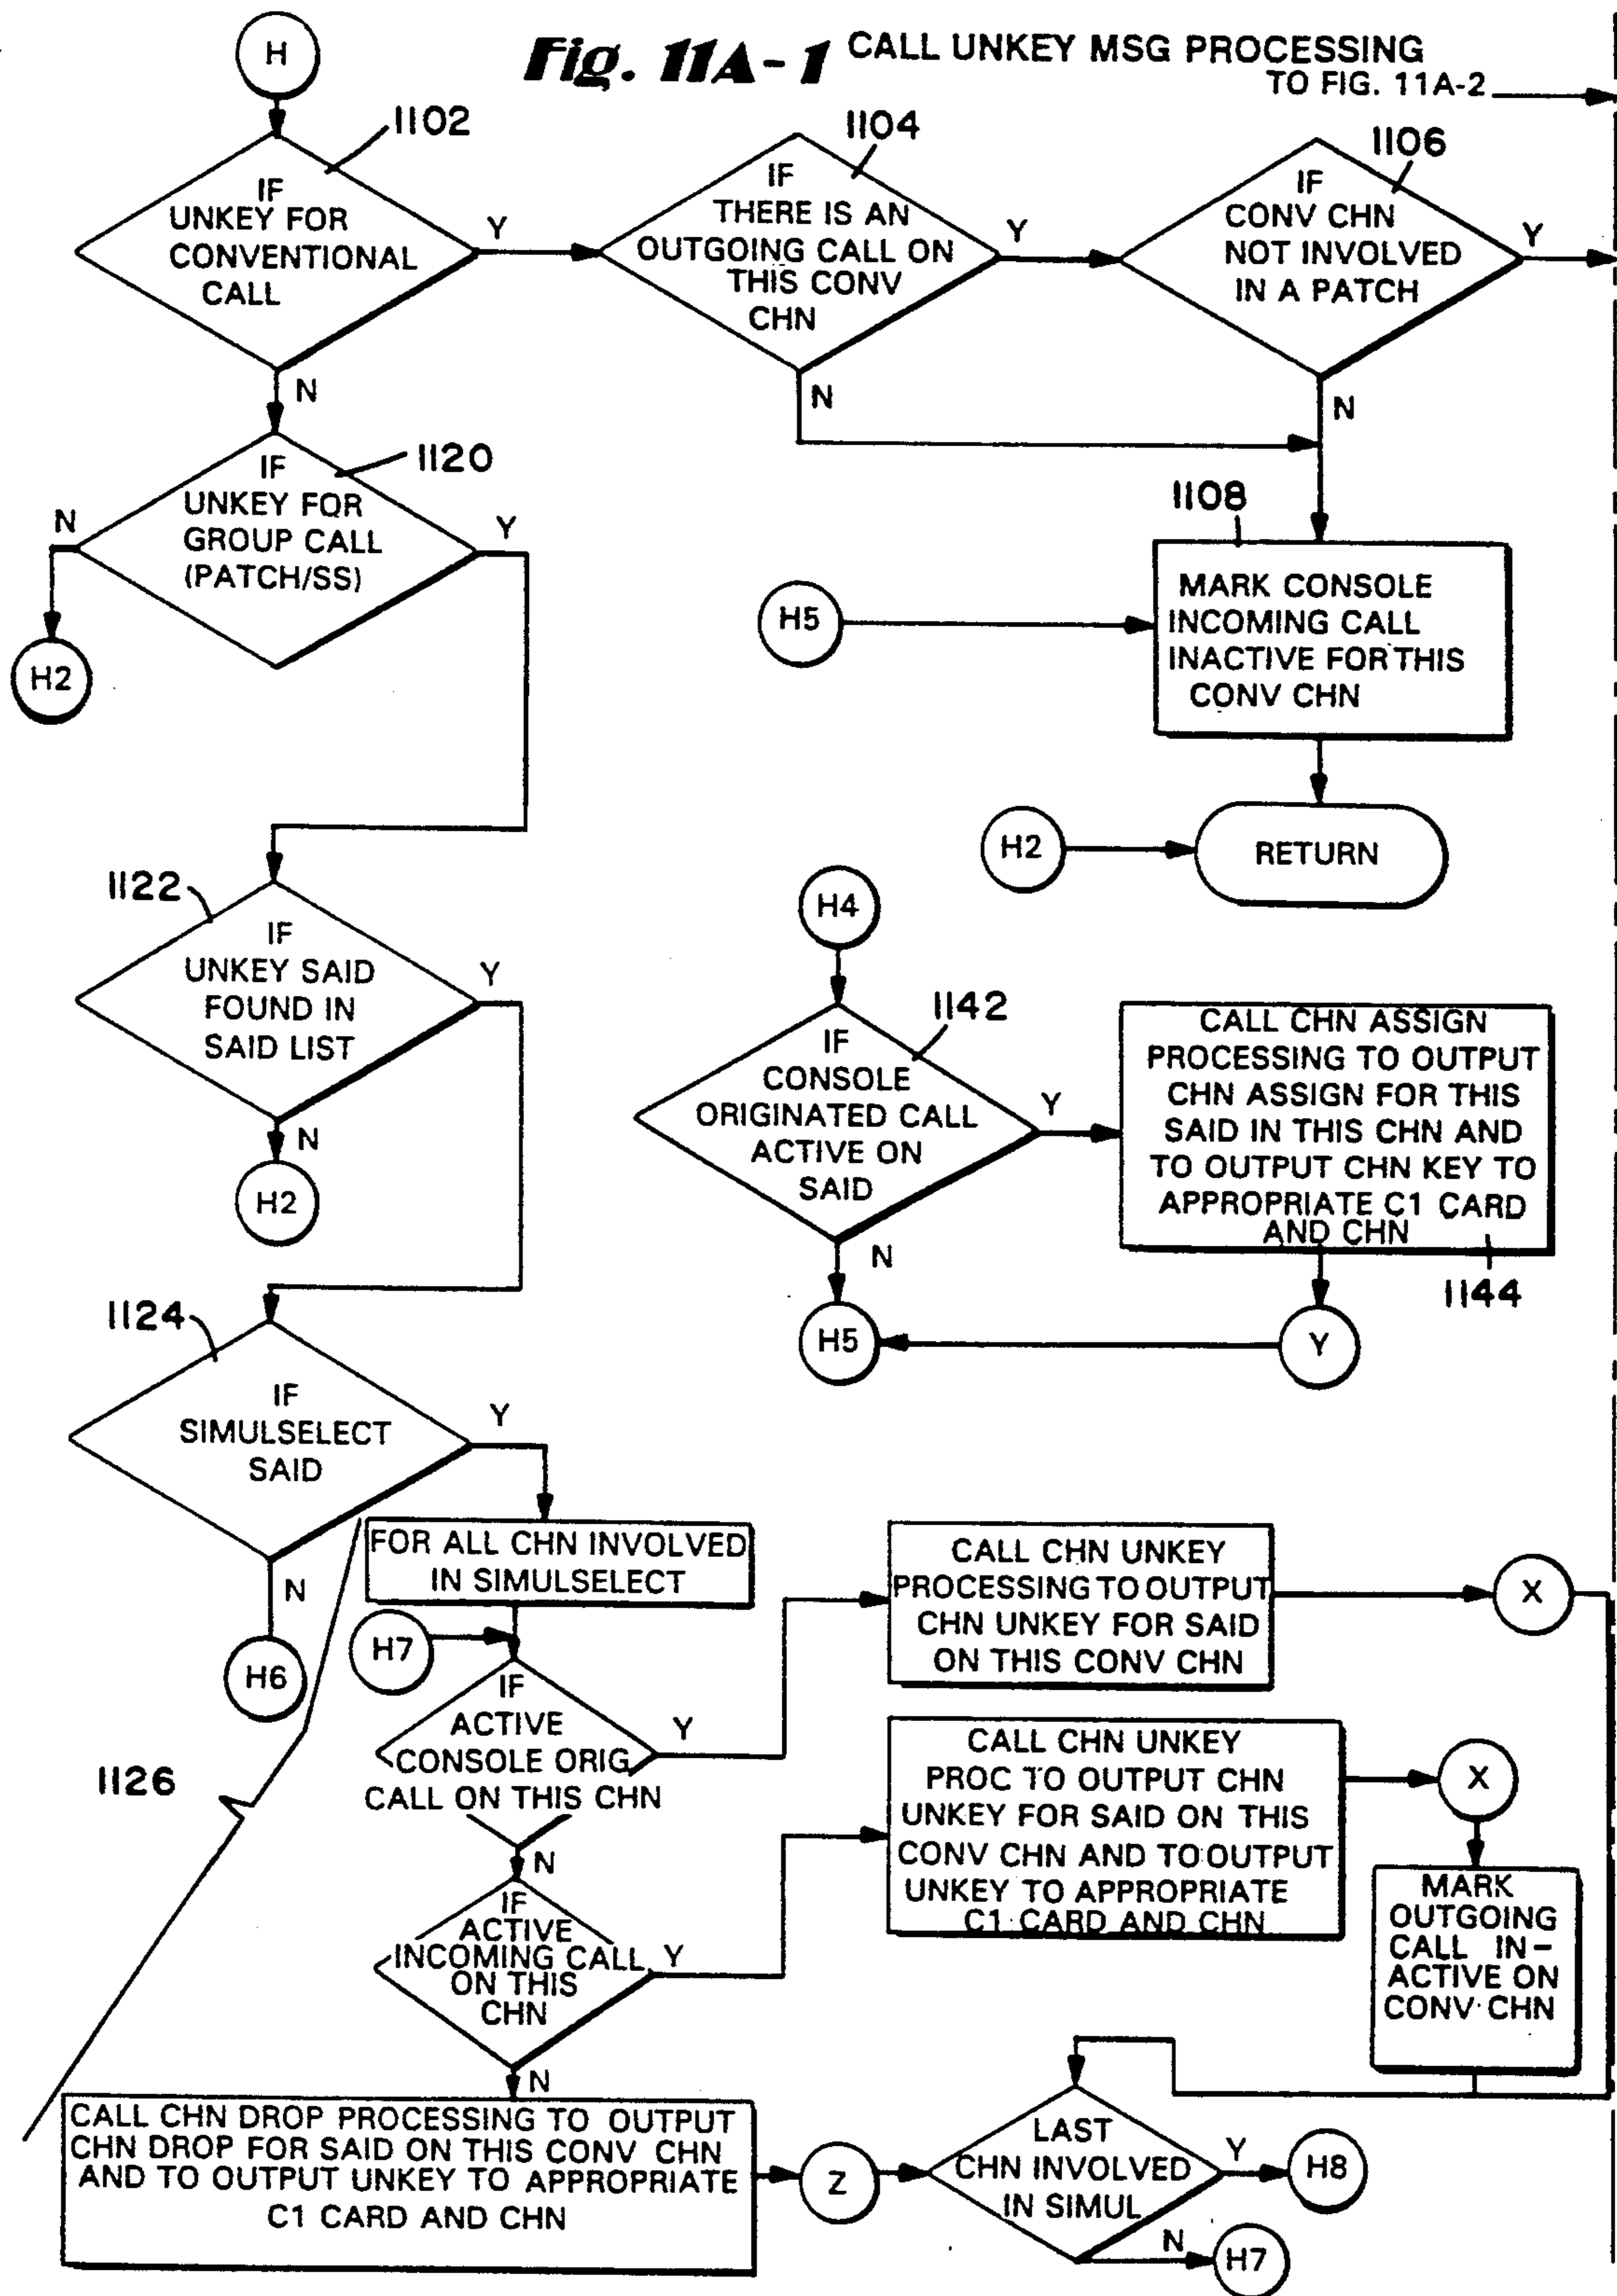 H
Fig. 11A-1 CALL UNKEY MSG PROCESSING
TO FIG. 11A-2
1102
IF
UNKEY FOR
CONVENTIONAL
CALL
Y
N
1104
IF
THERE IS AN
OUTGOING CALL ON
THIS CONV
CHN
Y
N
1106
IF
CONV CHN
NOT INVOLVED
IN A PATCH
Y
N
1120
IF
UNKEY FOR
GROUP CALL
(PATCH/SS)
N
Y
H2
1108
MARK CONSOLE
INCOMING CALL
INACTIVE FOR THIS
CONV CHN
H5
H2
RETURN
1122
IF
UNKEY SAID
FOUND IN
SAID LIST
Y
N
H2
H4
1142
IF
CONSOLE
ORIGINATED CALL
ACTIVE ON
SAID
Y
N
H5
CALL CHN ASSIGN
PROCESSING TO OUTPUT
CHN ASSIGN FOR THIS
SAID IN THIS CHN AND
TO OUTPUT CHN KEY TO
APPROPRIATE C1 CARD
AND CHN
1144
Y
1124
IF
SIMULSELECT
SAID
Y
N
H6
FOR ALL CHN INVOLVED
IN SIMULSELECT
H7
IF
ACTIVE
CONSOLE ORIG
CALL ON THIS CHN
Y
N
CALL CHN UNKEY
PROCESSING TO OUTPUT
CHN UNKEY FOR SAID
ON THIS CONV CHN
X
1126
IF
ACTIVE
INCOMING CALL
ON THIS
CHN
Y
N
CALL CHN UNKEY
PROC TO OUTPUT CHN
UNKEY FOR SAID ON THIS
CONV CHN AND TO OUTPUT
UNKEY TO APPROPRIATE
C1 CARD AND CHN
X
MARK
OUTGOING
CALL IN-
ACTIVE ON
CONV CHN
CALL CHN DROP PROCESSING TO OUTPUT
CHN DROP FOR SAID ON THIS CONV CHN
AND TO OUTPUT UNKEY TO APPROPRIATE
C1 CARD AND CHN
Z
LAST
CHN INVOLVED
IN SIMUL
Y
H8
N
H7